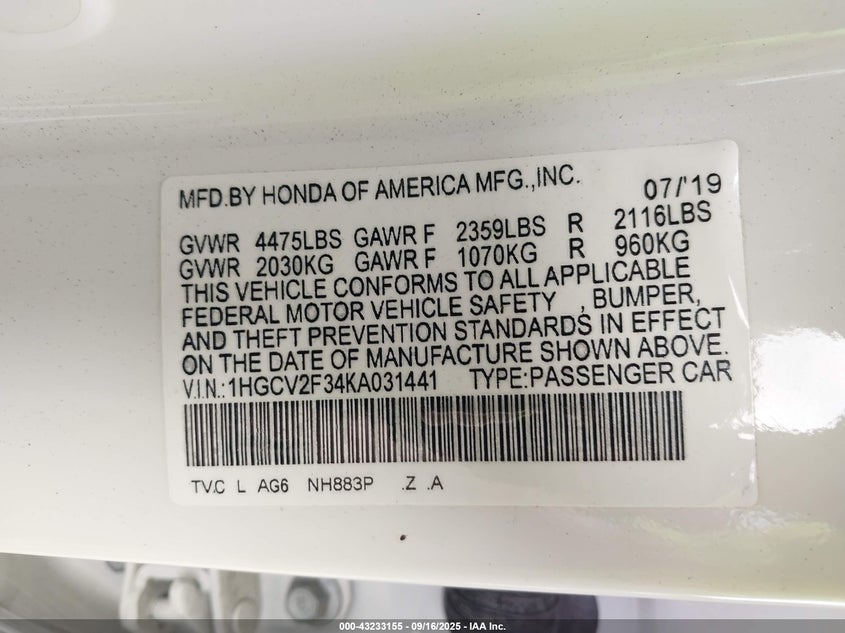 MFD.BY HONDA OF AMERICA MFG.,INC. 07/'19
GVWR 4475LBS GAWR F 2359LBS R 2116LBS
GVWR 2030KG GAWR F 1070KG R 960KG
THIS VEHICLE CONFORMS TO ALL APPLICABLE
FEDERAL MOTOR VEHICLE SAFETY , BUMPER,
AND THEFT PREVENTION STANDARDS IN EFFECT
ON THE DATE OF MANUFACTURE SHOWN ABOVE.
V.I.N.:1HGCV2F34KA031441 TYPE:PASSENGER CAR
TVC L AG6 NH883P .Z .A
000-43233155 - 09/16/2025 - IAA Inc.